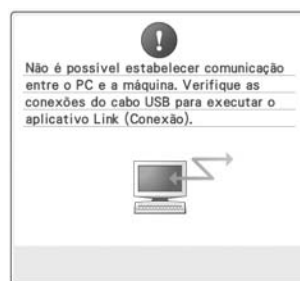 Não é possível estabelecer comunicação
entre o PC e a máquina. Verifique as
conexões do cabo USB para executar o
aplicativo Link (Conexão).